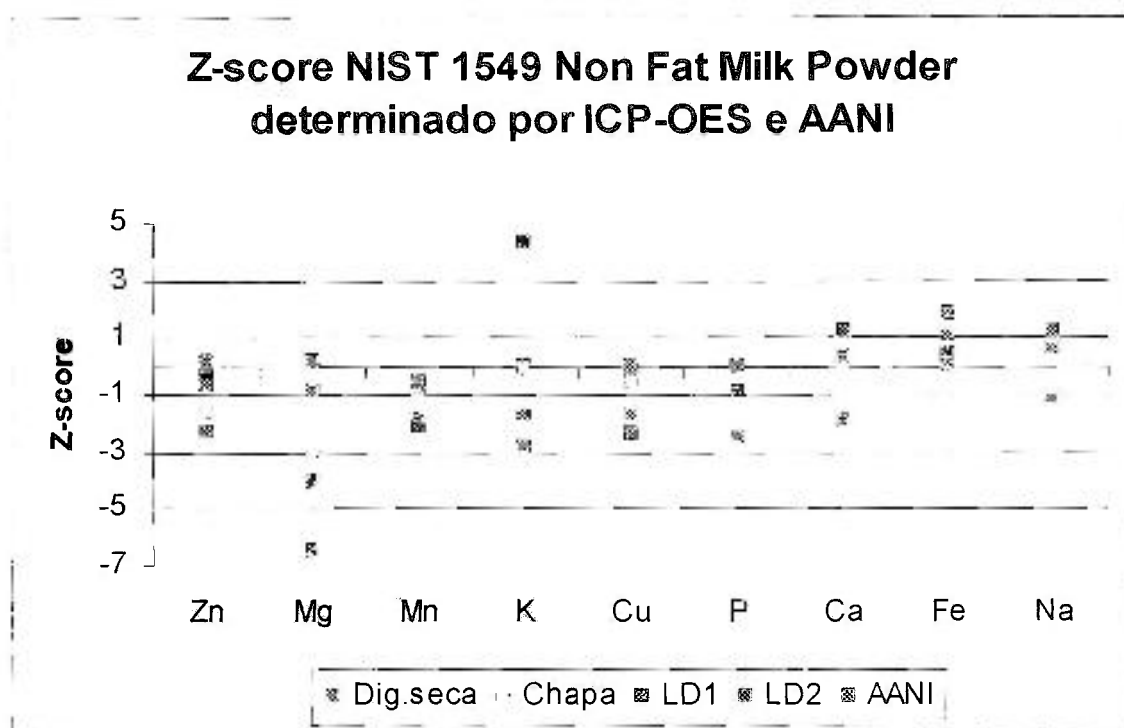 Z-score NIST 1549 Non Fat Milk Powder
determinado por ICP-OES e AANI
Z-score
5
3
1
-1
-3
-5
-7
Zn Mg Mn K Cu P Ca Fe Na
Dig.seca Chapa LD1 LD2 AANI